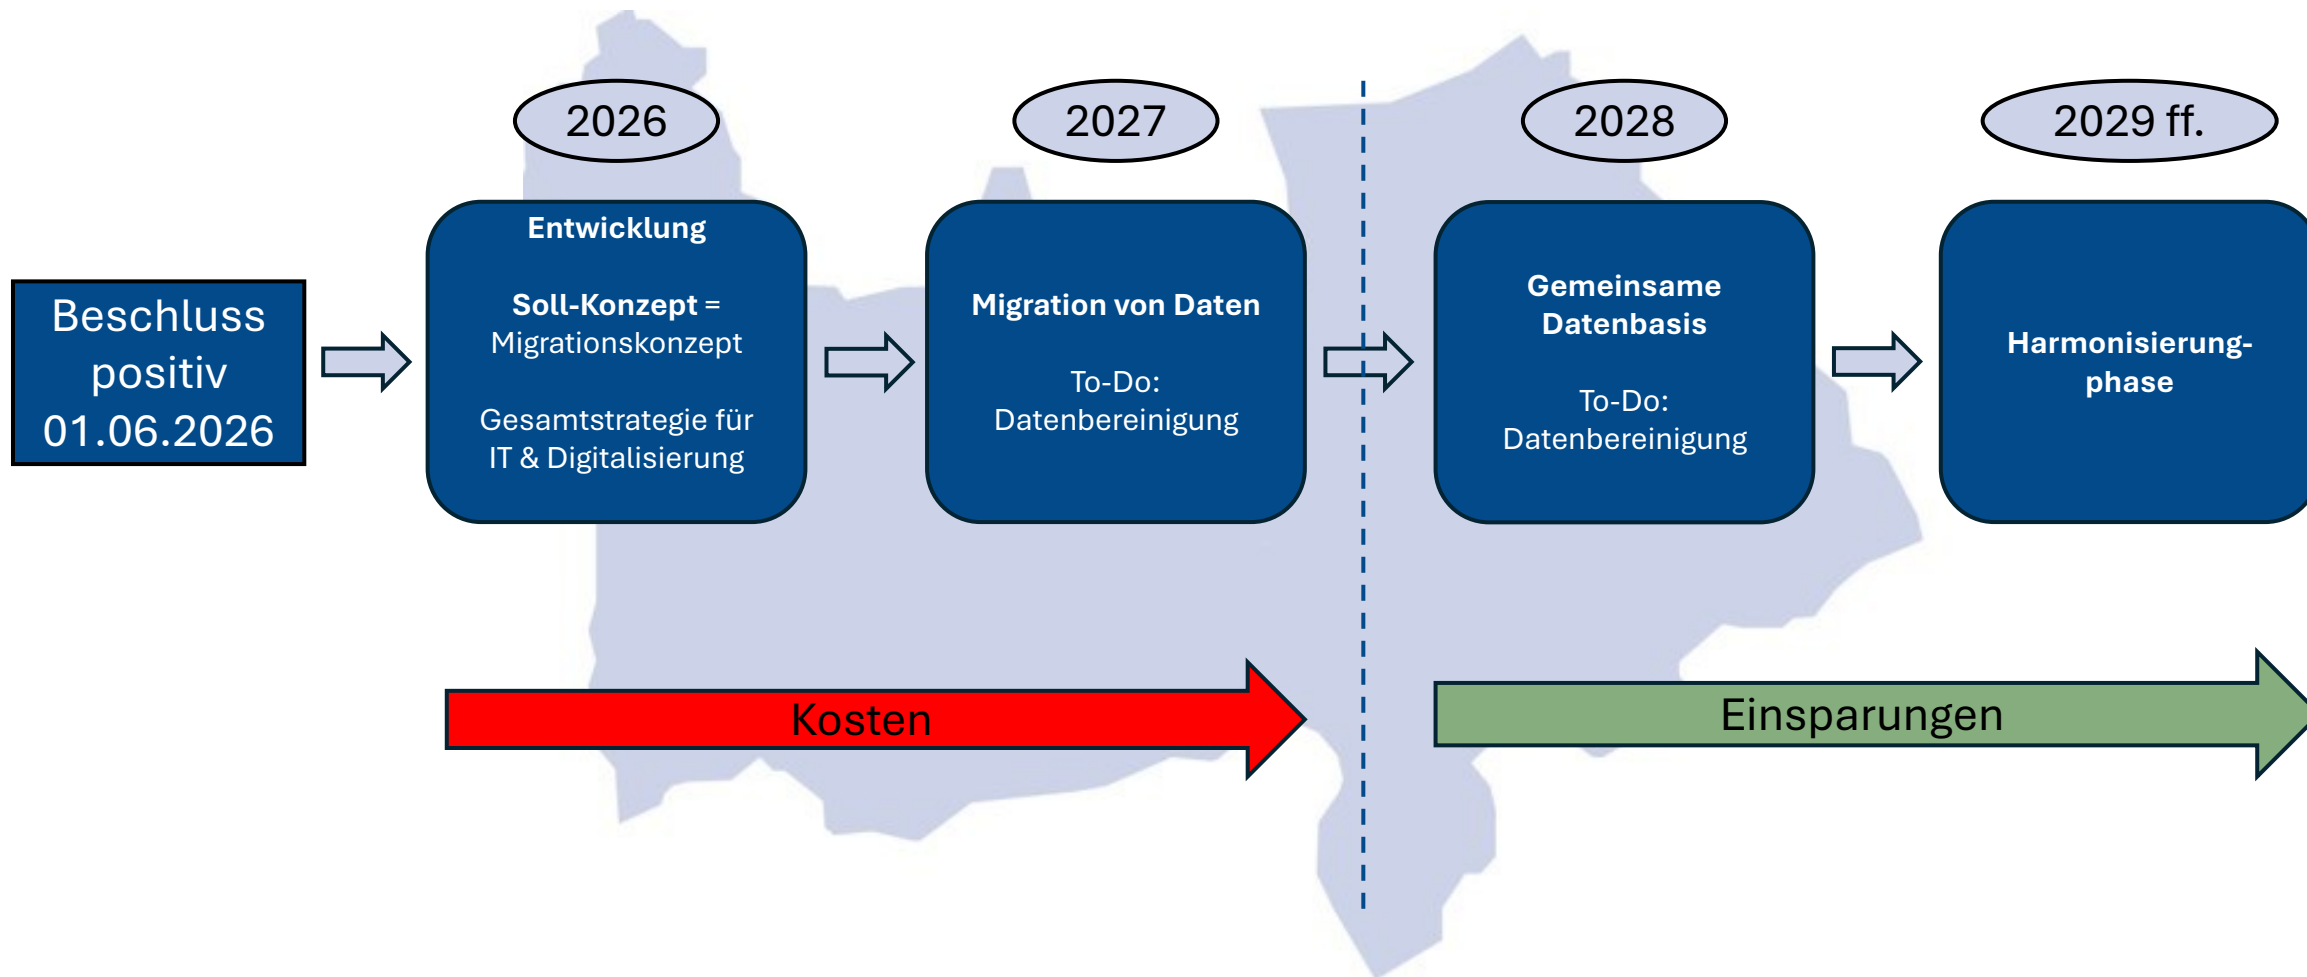 2026
2027
2028
2029 ff.
Beschluss
positiv
01.06.2026
Entwicklung
Soll-Konzept =
Migrationskonzept
Gesamtstrategie für
IT & Digitalisierung
Migration von Daten
To-Do:
Datenbereinigung
Gemeinsame
Datenbasis
To-Do:
Datenbereinigung
Harmonisierung-
phase
Kosten
Einsparungen